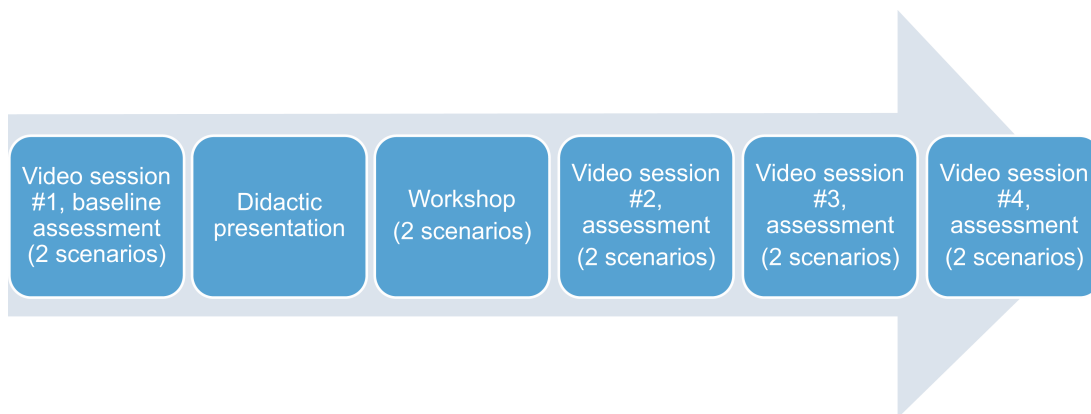 Video session
#1, baseline
assessment
(2 scenarios)
Didactic
presentation
Workshop
(2 scenarios)
Video session
#2,
assessment
(2 scenarios)
Video session
#3,
assessment
(2 scenarios)
Video session
#4,
assessment
(2 scenarios)